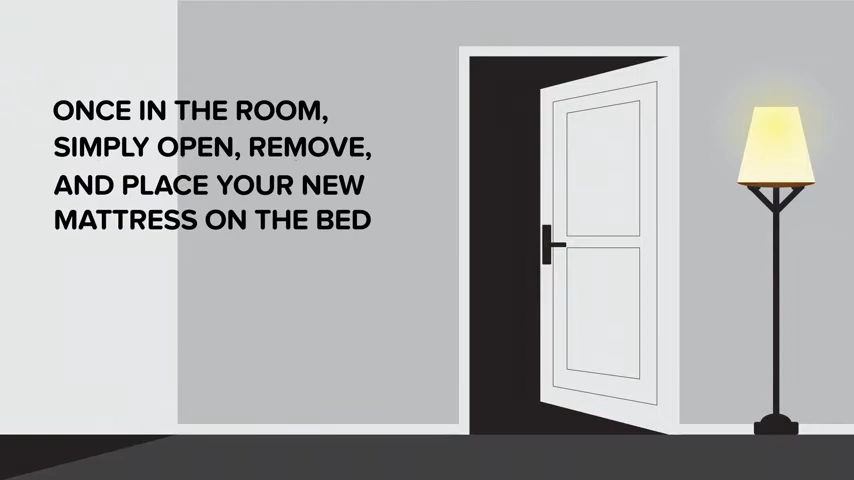 ONCE IN THE ROOM,
SIMPLY OPEN, REMOVE,
AND PLACE YOUR NEW
MATTRESS ON THE BED